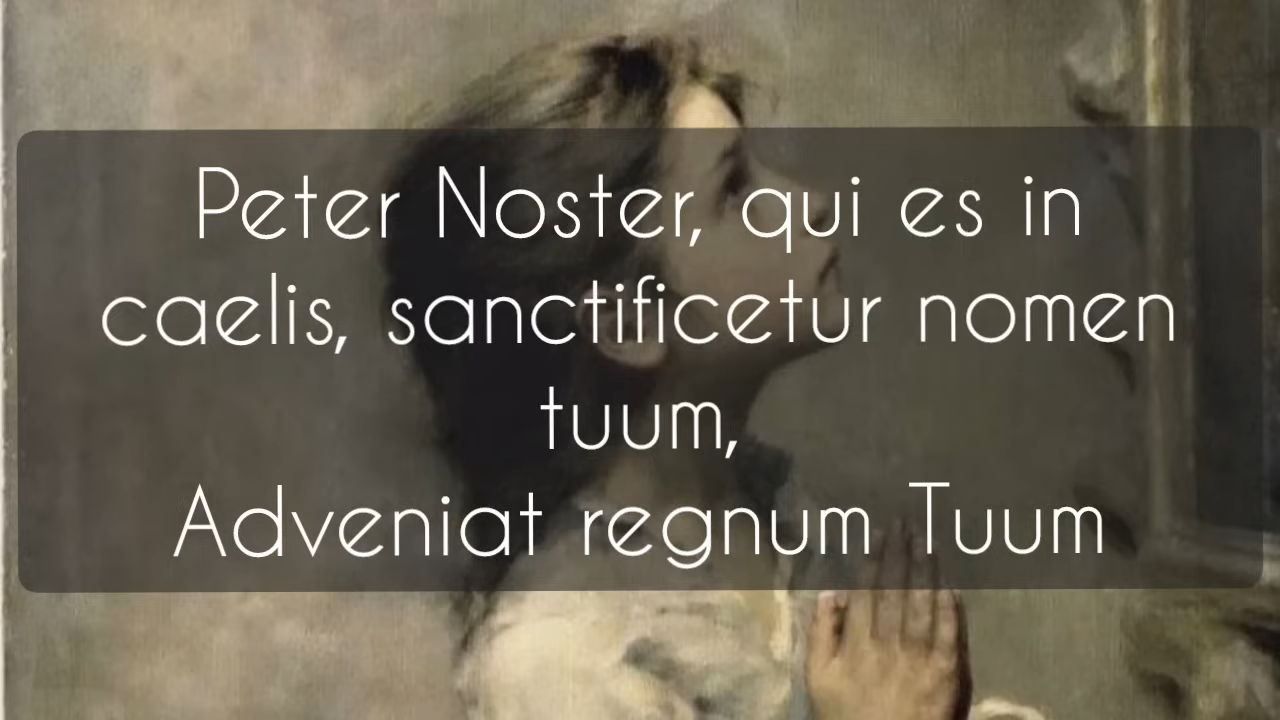 Peter Noster, qui es in
caelis, sanctificetur nomen
tuum,
Adveniat regnum Tuum